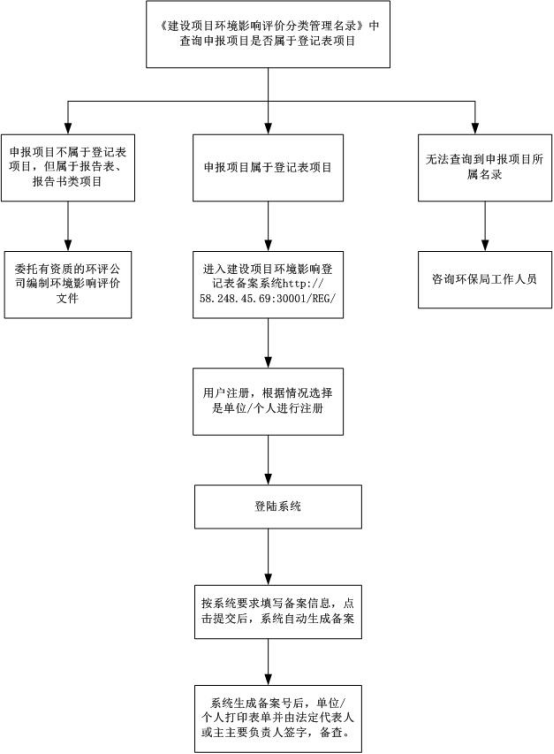 《建设项目环境影响评价分类管理名录》中
查询申报项目是否属于登记表项目
申报项目不属于登记表
项目，但属于报告表、
报告书类项目
申报项目属于登记表项目
无法查询到申报项目所
属名录
委托有资质的环评公
司编制环境影响评价
文件
进入建设项目环境影响登
记表备案系统http://
58.248.45.69:30001/REG/
咨询环保局工作人员
用户注册，根据情况选择
是单位/个人进行注册
登陆系统
按系统要求填写备案信息，点
击提交后，系统自动生成备案
系统生成备案号后，单位/
个人打印表单并由法定代表人
或主主要负责人签字，备查。